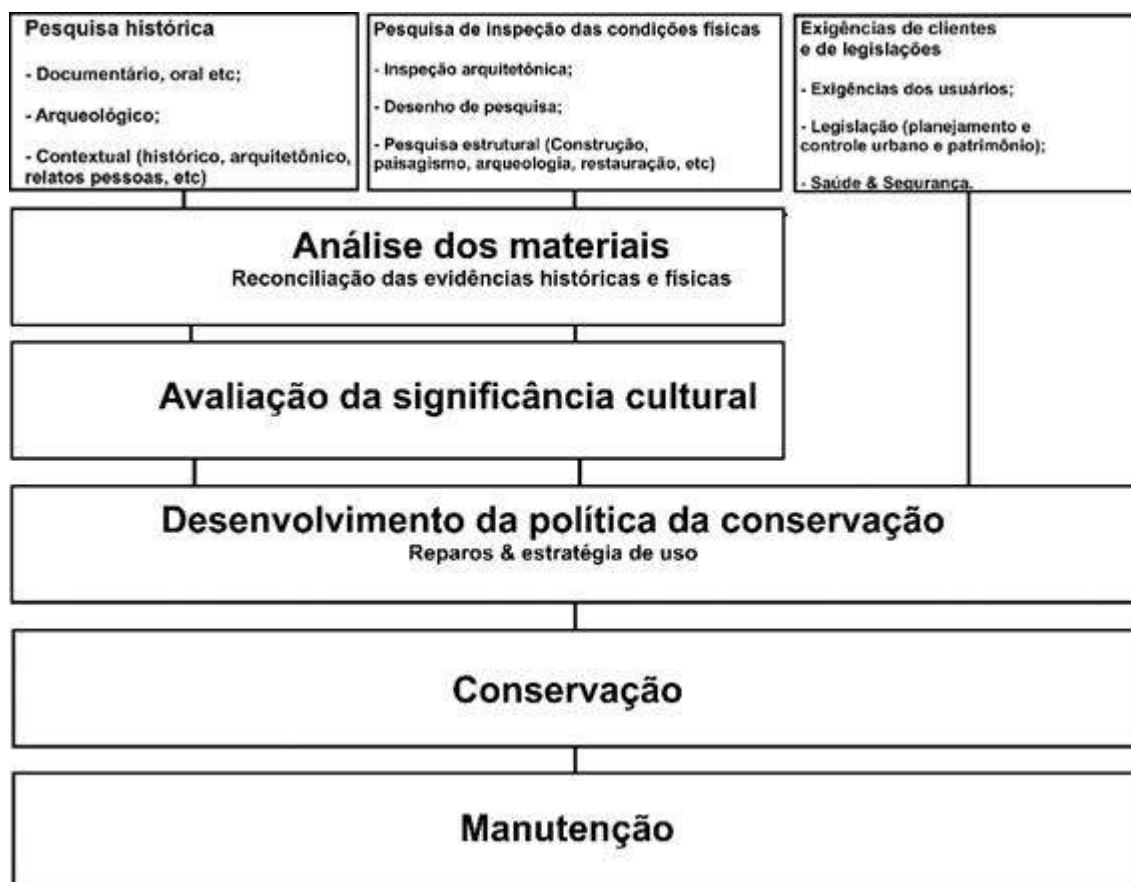 Pesquisa histórica
- Documentário, oral etc;
- Arqueológico;
- Contextual (histórico, arquitetônico,
relatos pessoas, etc)
Pesquisa de inspeção das condições físicas
- Inspeção arquitetônica;
- Desenho de pesquisa;
- Pesquisa estrutural (Construção,
paisagismo, arqueologia, restauração, etc)
Exigências de clientes
e de legislações
- Exigências dos usuários;
- Legislação (planejamento e
controle urbano e patrimônio);
- Saúde & Segurança.
Análise dos materiais
Reconciliação das evidências históricas e físicas
Avaliação da significância cultural
Desenvolvimento da política da conservação
Reparos & estratégia de uso
Conservação
Manutenção